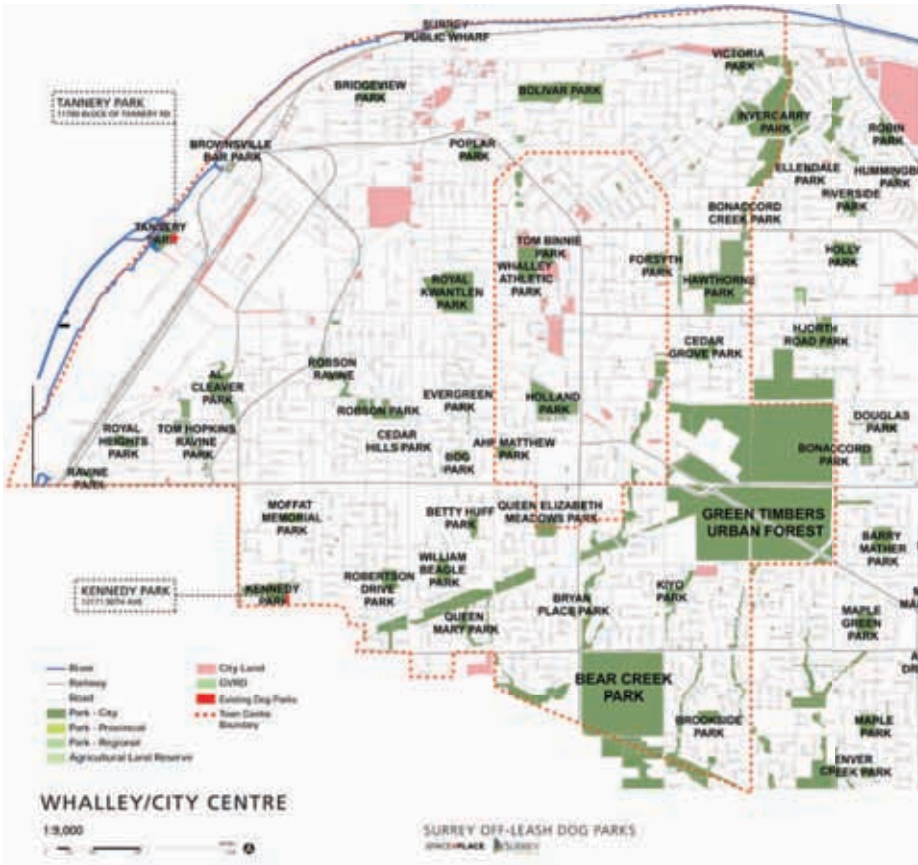 SURREY
PUBLIC WHARF
VICTORIA
PARK
BRIDGEVIEW
PARK
BOLIVAR PARK
TANNERY PARK
INVERCARRY
PARK
ROBIN
PARK
BROWNSVILLE
BAR PARK
POPLAR
PARK
ELLENDALE
PARK
HUMMINGB
PARK
RIVERSIDE
PARK
BONACCORD
CREEK PARK
TANNERY
PARK
TOM BINNIE
PARK
WHALLEY
ATHLETIC
PARK
FORSYTH
PARK
HOLLY
PARK
ROYAL
KWANTLEN
PARK
HAWTHORNE
PARK
HJORTH
ROAD PARK
CEDAR
GROVE PARK
ROBSON
RAVINE
AL
CLEAVER
PARK
EVERGREEN
PARK
HOLLAND
PARK
ROBSON PARK
DOUGLAS
PARK
ROYAL
HEIGHTS
PARK
TOM HOPKINS
RAVINE
PARK
CEDAR
HILLS PARK
AHP MATTHEW
PARK
BONACCORD
PARK
DOG
PARK
RAVINE
PARK
MOFFAT
MEMORIAL
PARK
BETTY HUFF
PARK
QUEEN ELIZABETH
MEADOWS PARK
GREEN TIMBERS
URBAN FOREST
BARRY
MATHER
PARK
WILLIAM
BEAGLE
PARK
KENNEDY PARK
KENNEDY
PARK
ROBERTSON
DRIVE
PARK
BRYAN
PLACE PARK
KIYO
PARK
QUEEN
MARY PARK
MAPLE
GREEN
PARK
BEAR CREEK
PARK
BROOKSIDE
PARK
MAPLE
PARK
ENVER
CREEK PARK
River
Railway
Road
Park - City
Park - Provincial
Park - Regional
Agricultural Land Reserve
City Land
GVRD
Existing Dog Parks
Town Centre
Boundary
WHALLEY/CITY CENTRE
1:9,000
SURREY OFF-LEASH DOG PARKS
SPACE2PLACE SURREY